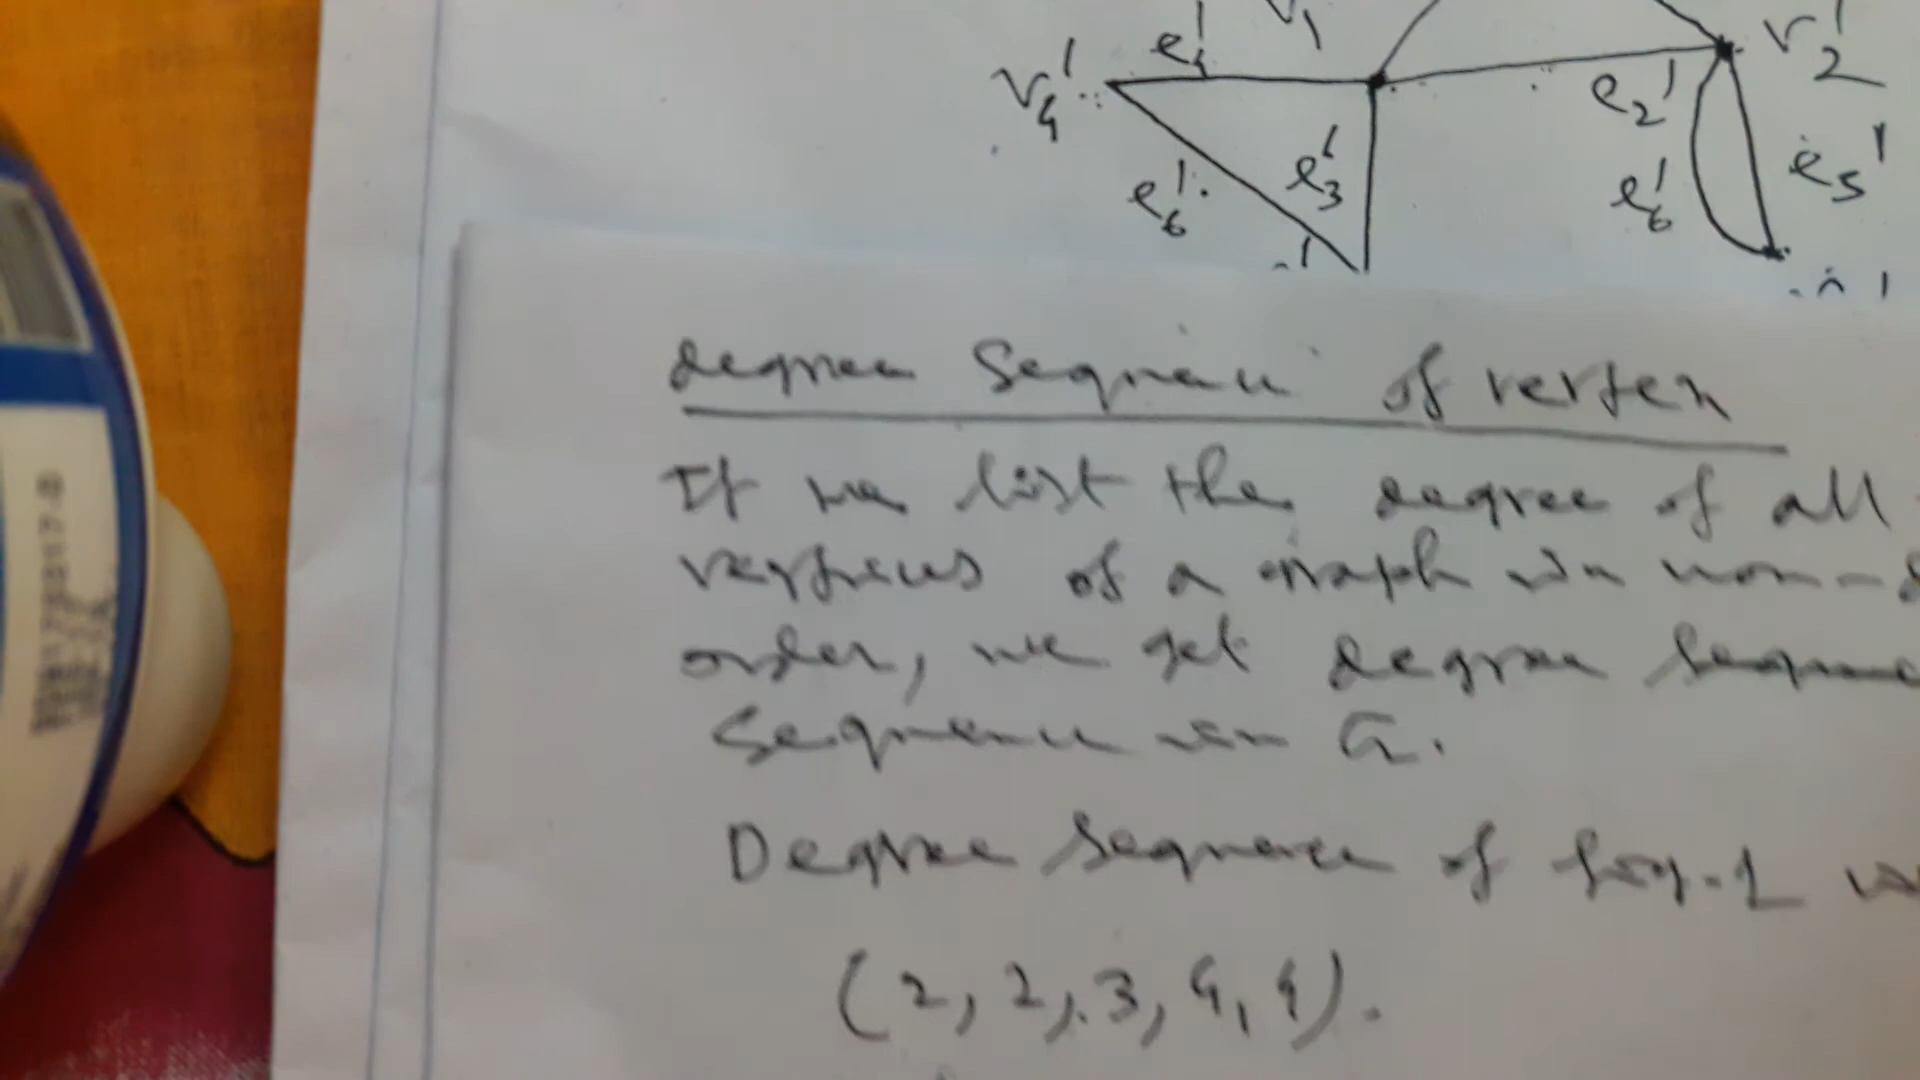 v₁
e₄' v₂'
v₄' e₂'
e₃' e₅'
e₆' e₆'
degree Sequence of vertex
If we list the degree of all
vertices of a graph in non-
order, we get degree
Sequence in G.
Degree Sequence of fig.1 is
(2, 2, 3, 4, 4).